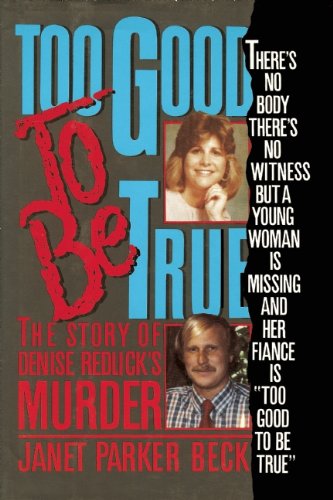 TOO GOOD
TO
BE
TRUE
THE STORY OF
DENISE REDLICK'S
MURDER
JANET PARKER BECK
THERE'S
NO
BODY
THERE'S
NO
WITNESS
BUT A
YOUNG
WOMAN
IS
MISSING
AND
HER
FIANCE
IS
"TOO
GOOD
TO BE
TRUE"